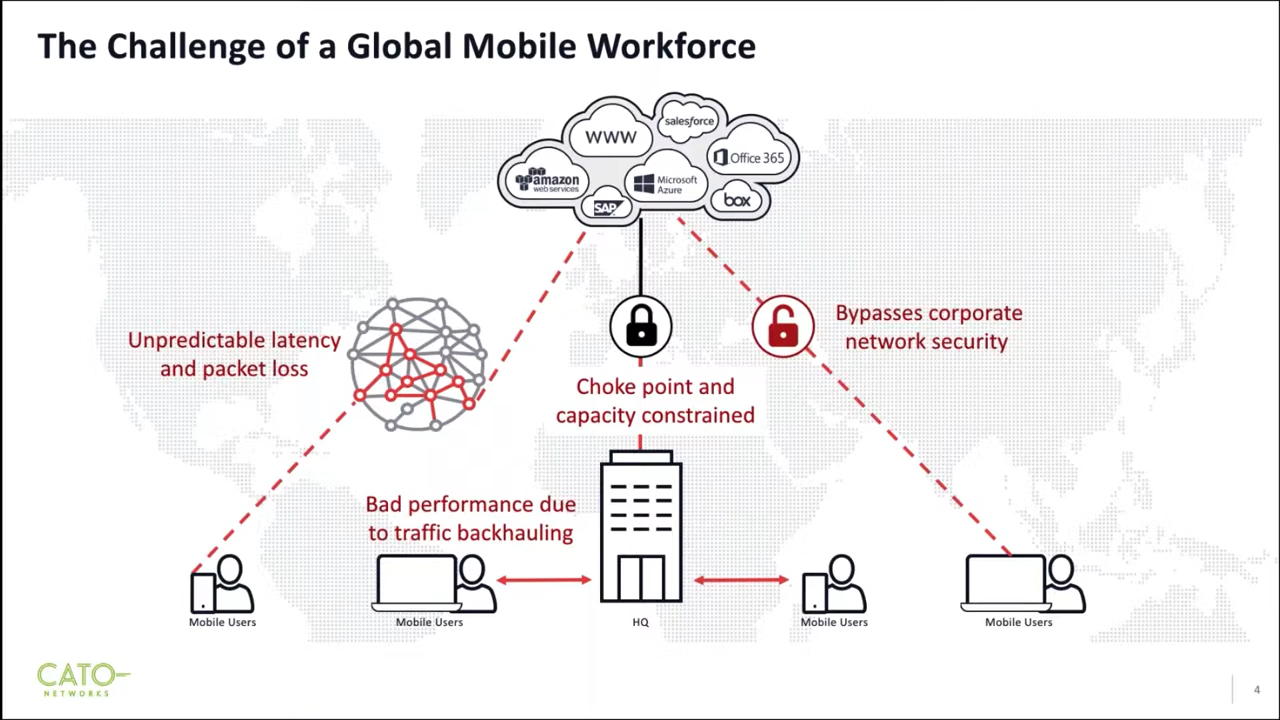 The Challenge of a Global Mobile Workforce
www
salesforce
Office 365
amazon
web services
Microsoft
Azure
SAP
box
Unpredictable latency
and packet loss
Bypasses corporate
network security
Choke point and
capacity constrained
Bad performance due
to traffic backhauling
Mobile Users
Mobile Users
HQ
Mobile Users
Mobile Users
CATO
NETWORKS
4